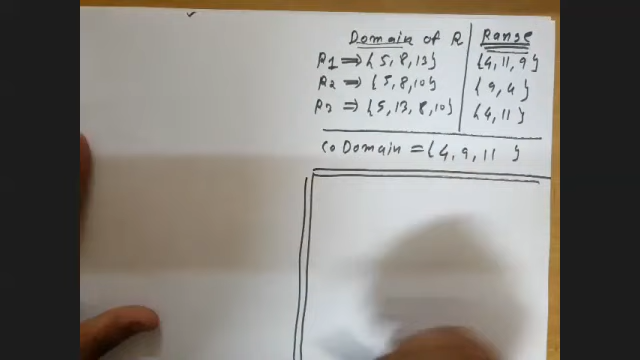 Domain of R Range
R1 ⇒ {5, 8, 13} {4, 11, 9}
R2 ⇒ {5, 8, 10} {9, 4}
R3 ⇒ {5, 13, 8, 10} {4, 11}
Co Domain = {4, 9, 11 }